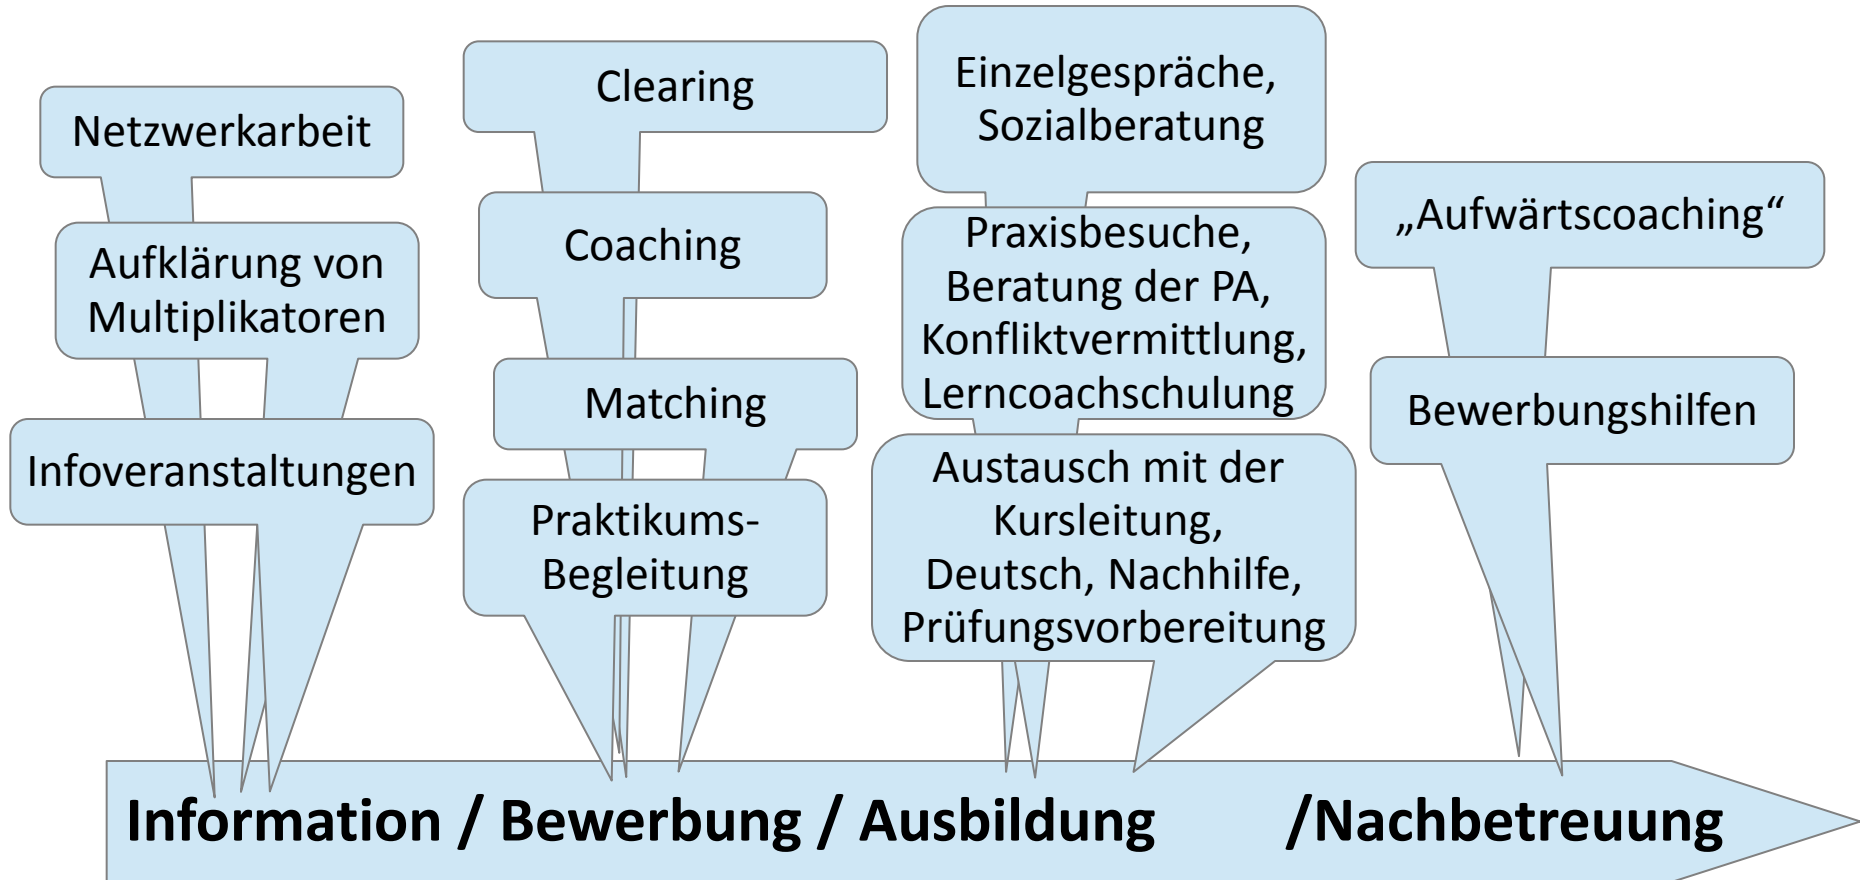 Netzwerkarbeit
Aufklärung von
Multiplikatoren
Infoveranstaltungen
Clearing
Coaching
Matching
Praktikums-
Begleitung
Einzelgespräche,
Sozialberatung
Praxisbesuche,
Beratung der PA,
Konfliktvermittlung,
Lerncoachschulung
Austausch mit der
Kursleitung,
Deutsch, Nachhilfe,
Prüfungsvorbereitung
„Aufwärtscoaching“
Bewerbungshilfen
Information / Bewerbung / Ausbildung /Nachbetreuung